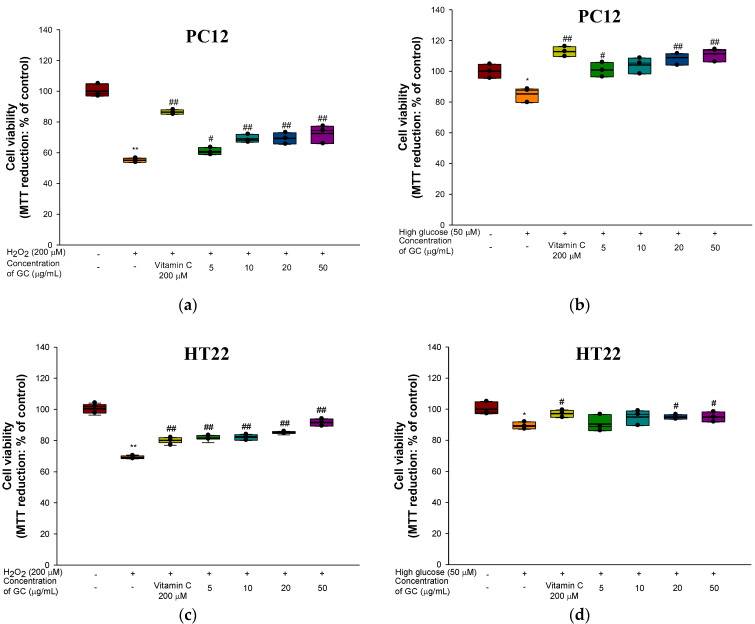 PC12
Cell viability
(MTT reduction: % of control)
140
120
100
80
60
40
20
0
**
##
#
##
##
##
H₂O₂ (200 μM) - + + + + + +
Concentration
of GC (μg/mL) - - Vitamin C 200 μM 5 10 20 50
(a)
PC12
Cell viability
(MTT reduction: % of control)
140
120
100
80
60
40
20
0
*
##
#
##
##
High glucose (50 μM) - + + + + + +
Concentration
of GC (μg/mL) - - Vitamin C 200 μM 5 10 20 50
(b)
HT22
Cell viability
(MTT reduction: % of control)
140
120
100
80
60
40
20
0
**
##
##
##
##
##
H₂O₂ (200 μM) - + + + + + +
Concentration
of GC (μg/mL) - - Vitamin C 200 μM 5 10 20 50
(c)
HT22
Cell viability
(MTT reduction: % of control)
140
120
100
80
60
40
20
0
*
#
#
#
High glucose (50 μM) - + + + + + +
Concentration
of GC (μg/mL) - - Vitamin C 200 μM 5 10 20 50
(d)